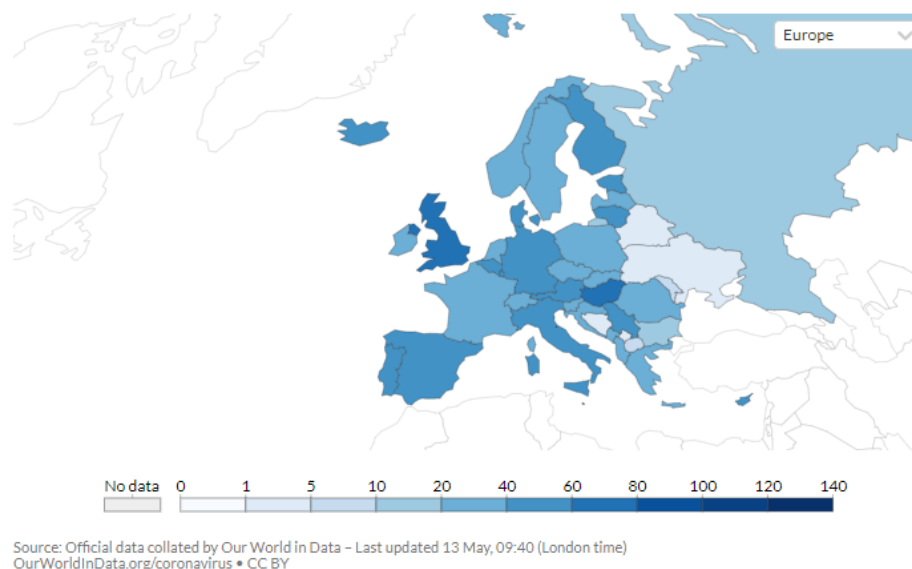 Europe
No data 0 1 5 10 20 40 60 80 100 120 140
Source: Official data collated by Our World in Data – Last updated 13 May, 09:40 (London time)
OurWorldInData.org/coronavirus • CC BY